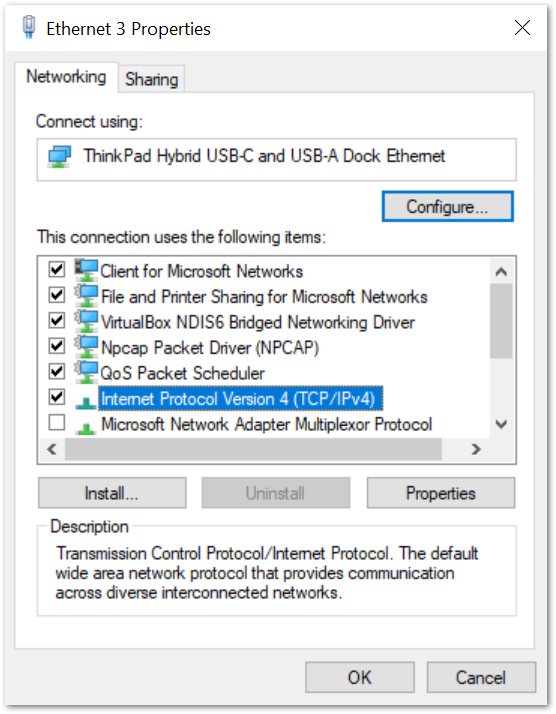 Ethernet 3 Properties
Networking
Sharing
Connect using:
ThinkPad Hybrid USB-C and USB-A Dock Ethernet
Configure...
This connection uses the following items:
Client for Microsoft Networks
File and Printer Sharing for Microsoft Networks
VirtualBox NDIS6 Bridged Networking Driver
Npcap Packet Driver (NPCAP)
QoS Packet Scheduler
Internet Protocol Version 4 (TCP/IPv4)
Microsoft Network Adapter Multiplexor Protocol
Install...
Uninstall
Properties
Description
Transmission Control Protocol/Internet Protocol. The default
wide area network protocol that provides communication
across diverse interconnected networks.
OK
Cancel